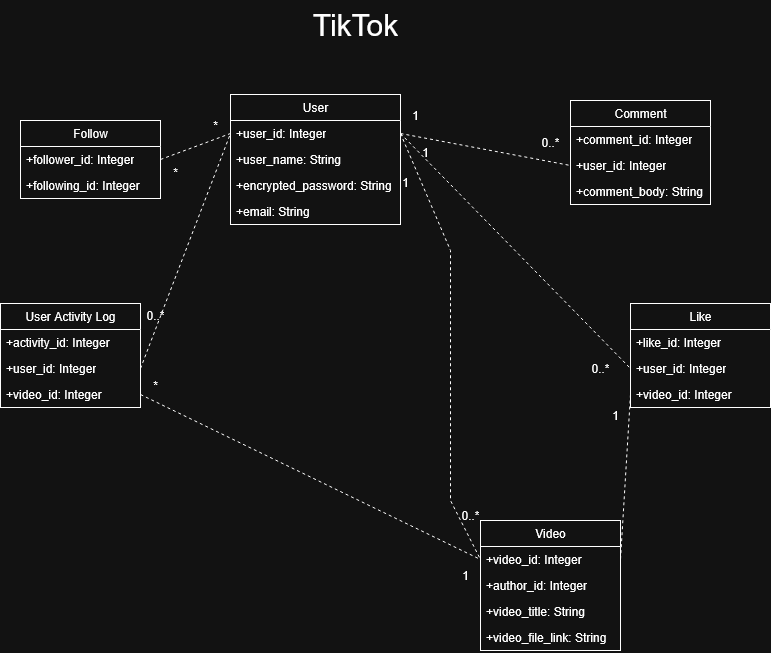 TikTok
User
+user_id: Integer
+user_name: String
+encrypted_password: String
+email: String
Follow
+follower_id: Integer
+following_id: Integer
Comment
+comment_id: Integer
+user_id: Integer
+comment_body: String
*
*
1
1
1
0..*
User Activity Log
+activity_id: Integer
+user_id: Integer
+video_id: Integer
0..*
*
Like
+like_id: Integer
+user_id: Integer
+video_id: Integer
0..*
1
0..*
1
Video
+video_id: Integer
+author_id: Integer
+video_title: String
+video_file_link: String